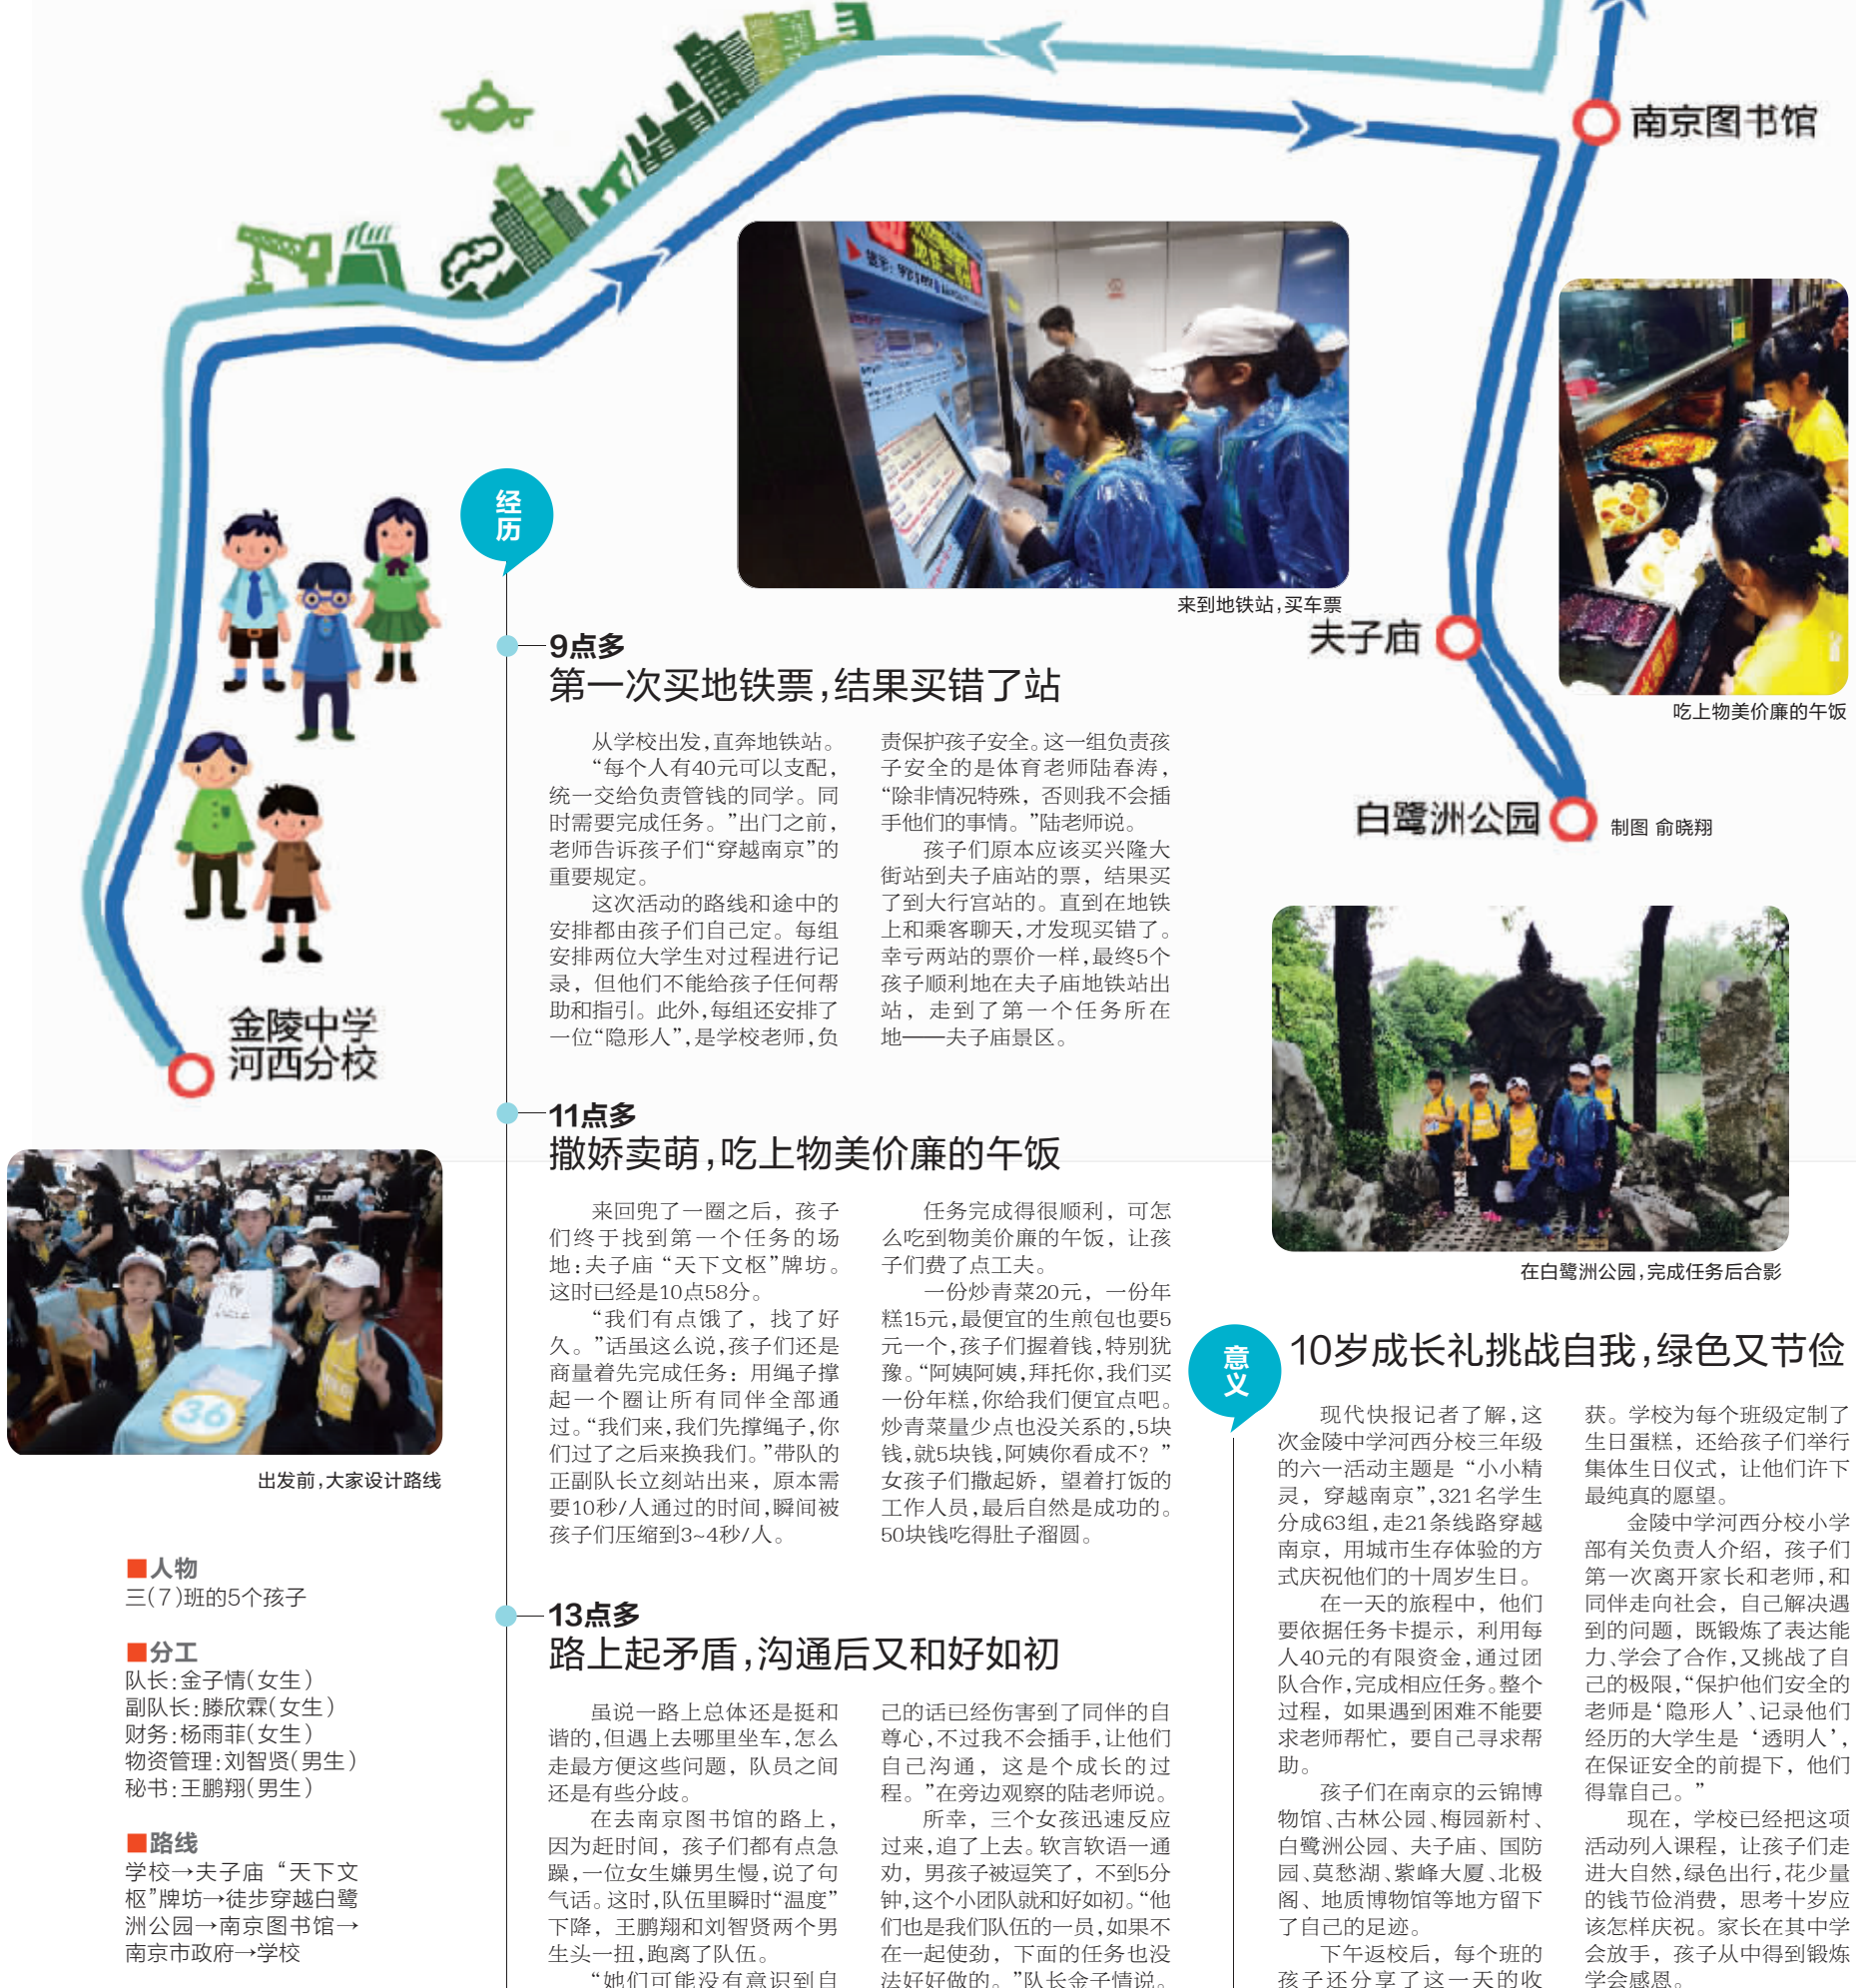 南京图书馆
来到地铁站,买车票
夫子庙
吃上物美价廉的午饭
白鹭洲公园
制图 俞晓翔
金陵中学
河西分校
经历
9点多
第一次买地铁票,结果买错了站
从学校出发,直奔地铁站。
“每个人有40元可以支配,
统一交给负责管钱的同学。同
时需要完成任务。”出门之前,
老师告诉孩子们“穿越南京”的
重要规定。
这次活动的路线和途中的
安排都由孩子们自己定。每组
安排两位大学生对过程进行记
录，但他们不能给孩子任何帮
助和指引。此外,每组还安排了
一位“隐形人”,是学校老师,负
责保护孩子安全。这一组负责孩
子安全的是体育老师陆春涛，
“除非情况特殊，否则我不会插
手他们的事情。”陆老师说。
孩子们原本应该买兴隆大
街站到夫子庙站的票，结果买
了到大行宫站的。直到在地铁
上和乘客聊天,才发现买错了。
幸亏两站的票价一样,最终5个
孩子顺利地在夫子庙地铁站出
站，走到了第一个任务所在
地——夫子庙景区。
11点多
撒娇卖萌,吃上物美价廉的午饭
来回兜了一圈之后，孩子
们终于找到第一个任务的场
地:夫子庙“天下文枢”牌坊。
这时已经是10点58分。
“我们有点饿了，找了好
久。”话虽这么说,孩子们还是
商量着先完成任务：用绳子撑
起一个圈让所有同伴全部通
过。“我们来,我们先撑绳子,你
们过了之后来换我们。”带队的
正副队长立刻站出来，原本需
要10秒/人通过的时间,瞬间被
孩子们压缩到3~4秒/人。
任务完成得很顺利，可怎
么吃到物美价廉的午饭，让孩
子们费了点工夫。
一份炒青菜20元，一份年
糕15元,最便宜的生煎包也要5
元一个,孩子们握着钱,特别犹
豫。“阿姨阿姨,拜托你,我们买
一份年糕,你给我们便宜点吧。
炒青菜量少点也没关系的,5块
钱,就5块钱,阿姨你看成不？”
女孩子们撒起娇，望着打饭的
工作人员,最后自然是成功的。
50块钱吃得肚子溜圆。
13点多
路上起矛盾,沟通后又和好如初
虽说一路上总体还是挺和
谐的,但遇上去哪里坐车,怎么
走最方便这些问题，队员之间
还是有些分歧。
在去南京图书馆的路上，
因为赶时间，孩子们都有点急
躁,一位女生嫌男生慢,说了句
气话。这时,队伍里瞬时“温度”
下降，王鹏翔和刘智贤两个男
生头一扭,跑离了队伍。
“她们可能没有意识到自
己的话已经伤害到了同伴的自
尊心,不过我不会插手,让他们
自己沟通，这是个成长的过
程。”在旁边观察的陆老师说。
所幸，三个女孩迅速反应
过来,追了上去。软言软语一通
劝，男孩子被逗笑了，不到5分
钟,这个小团队就和好如初。“他
们也是我们队伍的一员,如果不
在一起使劲，下面的任务也没
法好好做的。”队长金子情说。
36
出发前,大家设计路线
■人物
三(7)班的5个孩子
■分工
队长:金子情(女生)
副队长:滕欣霖(女生)
财务:杨雨菲(女生)
物资管理:刘智贤(男生)
秘书:王鹏翔(男生)
■路线
学校→夫子庙“天下文
枢”牌坊→徒步穿越白鹭
洲公园→南京图书馆→
南京市政府→学校
在白鹭洲公园,完成任务后合影
意义
10岁成长礼挑战自我,绿色又节俭
现代快报记者了解,这
次金陵中学河西分校三年级
的六一活动主题是“小小精
灵，穿越南京”,321名学生
分成63组,走21条线路穿越
南京，用城市生存体验的方
式庆祝他们的十周岁生日。
在一天的旅程中，他们
要依据任务卡提示，利用每
人40元的有限资金,通过团
队合作,完成相应任务。整个
过程，如果遇到困难不能要
求老师帮忙，要自己寻求帮
助。
孩子们在南京的云锦博
物馆、古林公园、梅园新村、
白鹭洲公园、夫子庙、国防
园、莫愁湖、紫峰大厦、北极
阁、地质博物馆等地方留下
了自己的足迹。
下午返校后，每个班的
孩子还分享了这一天的收
获。学校为每个班级定制了
生日蛋糕，还给孩子们举行
集体生日仪式，让他们许下
最纯真的愿望。
金陵中学河西分校小学
部有关负责人介绍，孩子们
第一次离开家长和老师,和
同伴走向社会，自己解决遇
到的问题，既锻炼了表达能
力、学会了合作,又挑战了自
己的极限,“保护他们安全的
老师是‘隐形人’、记录他们
经历的大学生是‘透明人’，
在保证安全的前提下，他们
得靠自己。”
现在，学校已经把这项
活动列入课程，让孩子们走
进大自然,绿色出行,花少量
的钱节俭消费，思考十岁应
该怎样庆祝。家长在其中学
会放手，孩子从中得到锻炼
学会感恩。